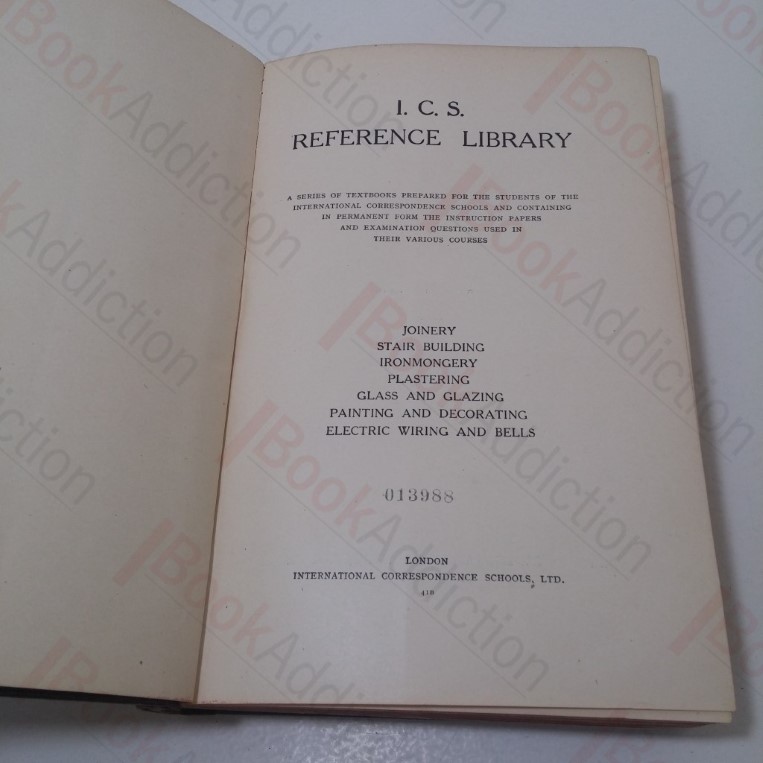 I. C. S.
REFERENCE LIBRARY
A SERIES OF TEXTBOOKS PREPARED FOR THE STUDENTS OF THE
INTERNATIONAL CORRESPONDENCE SCHOOLS AND CONTAINING
IN PERMANENT FORM THE INSTRUCTION PAPERS
AND EXAMINATION QUESTIONS USED IN
THEIR VARIOUS COURSES
JOINERY
STAIR BUILDING
IRONMONGERY
PLASTERING
GLASS AND GLAZING
PAINTING AND DECORATING
ELECTRIC WIRING AND BELLS
013988
LONDON
INTERNATIONAL CORRESPONDENCE SCHOOLS, LTD.
41B
BookAddiction